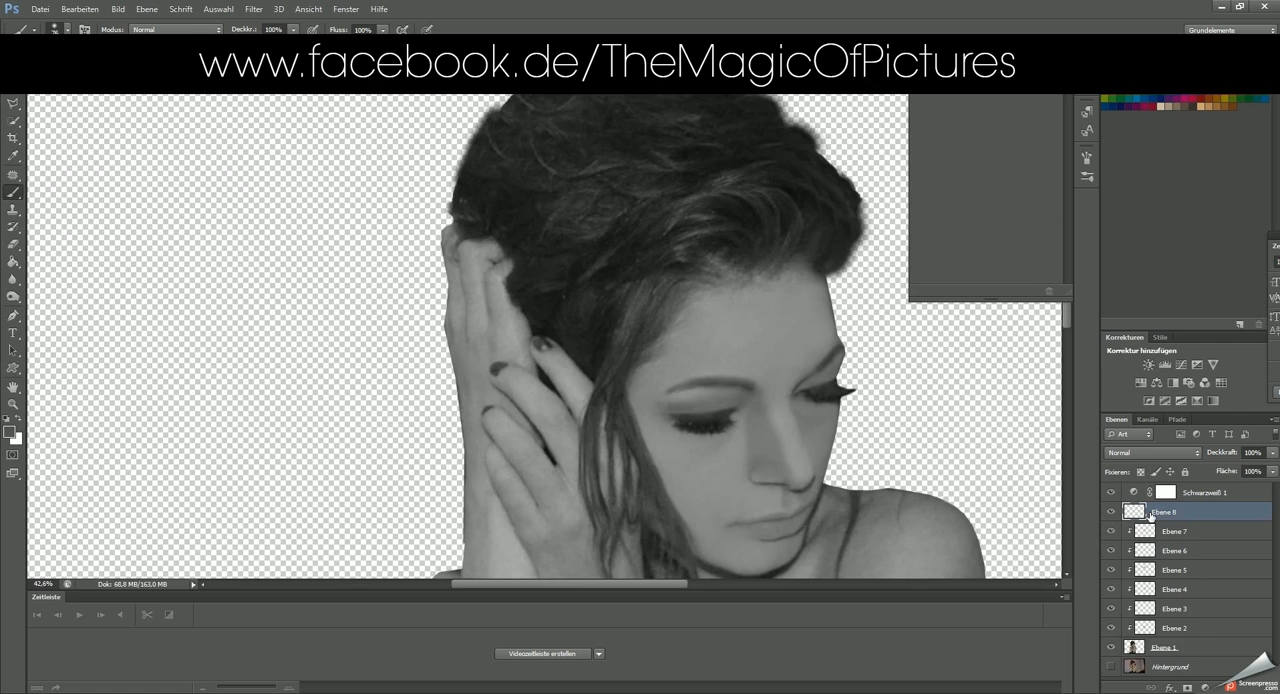 Ps Datei Bearbeiten Bild Ebene Schrift Auswahl Filter 3D Ansicht Fenster Hilfe
Modus: Normal Deckkr.: 100% Fluss: 100% Grundelemente
www.facebook.de/TheMagicOfPictures
Korrekturen Stile
Korrektur hinzufügen
Ebenen Kanäle Pfade
Art
Normal Deckkraft: 100%
Fixieren: Fläche: 100%
Schwarzweiß 1
Ebene 8
Ebene 7
Ebene 6
Ebene 5
Ebene 4
Ebene 3
Ebene 2
Ebene 1
Hintergrund
42,6% Dok: 68,8 MB/163,0 MB
Zeitleiste
Videozeitleiste erstellen
Screenpresso
.com